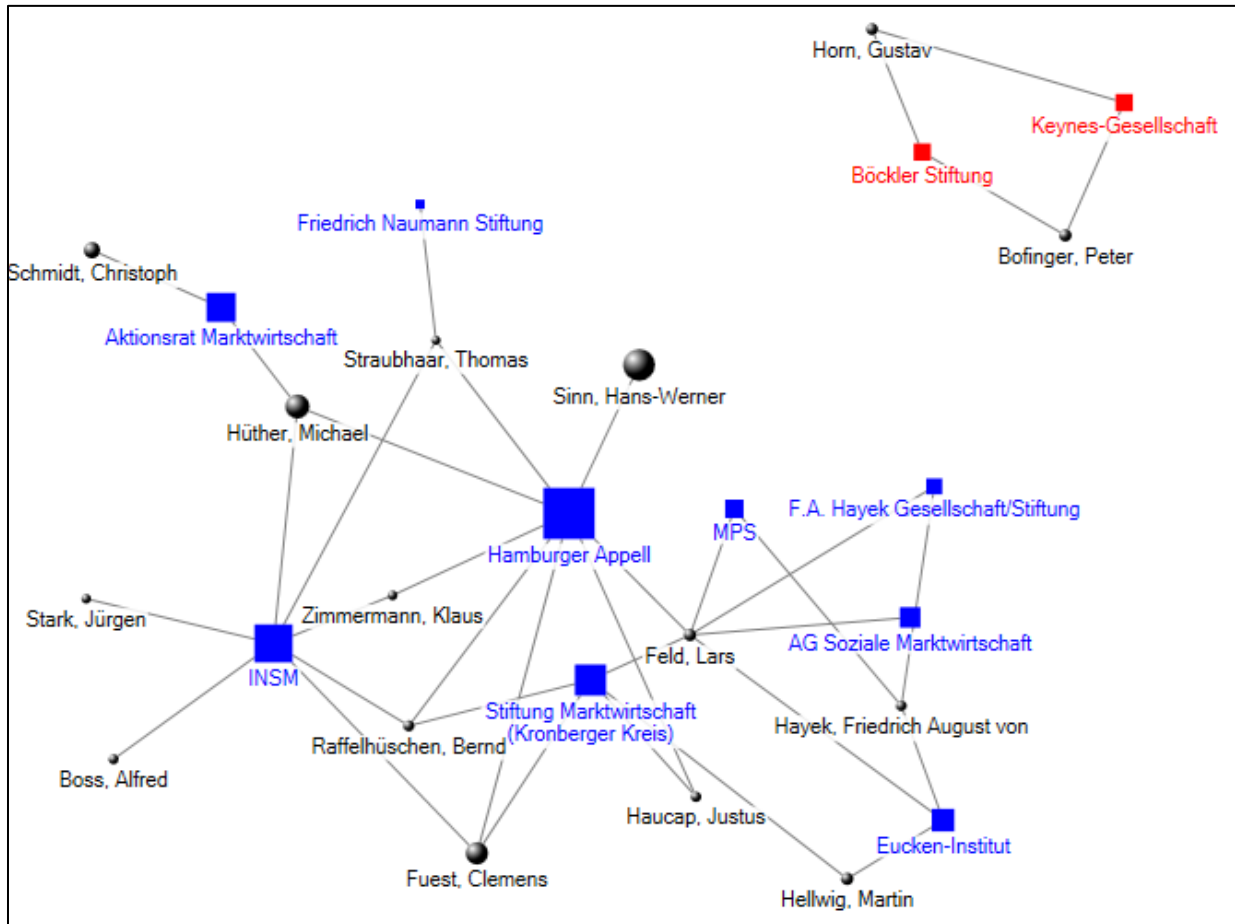 Horn, Gustav
Keynes-Gesellschaft
Böckler Stiftung
Friedrich Naumann Stiftung
Bofinger, Peter
Schmidt, Christoph
Aktionsrat Marktwirtschaft
Straubhaar, Thomas
Sinn, Hans-Werner
Hüther, Michael
F.A. Hayek Gesellschaft/Stiftung
MPS
Hamburger Appell
Stark, Jürgen
Zimmermann, Klaus
AG Soziale Marktwirtschaft
Feld, Lars
INSM
Stiftung Marktwirtschaft
(Kronberger Kreis)
Hayek, Friedrich August von
Raffelhüschen, Bernd
Boss, Alfred
Haucap, Justus
Eucken-Institut
Fuest, Clemens
Hellwig, Martin